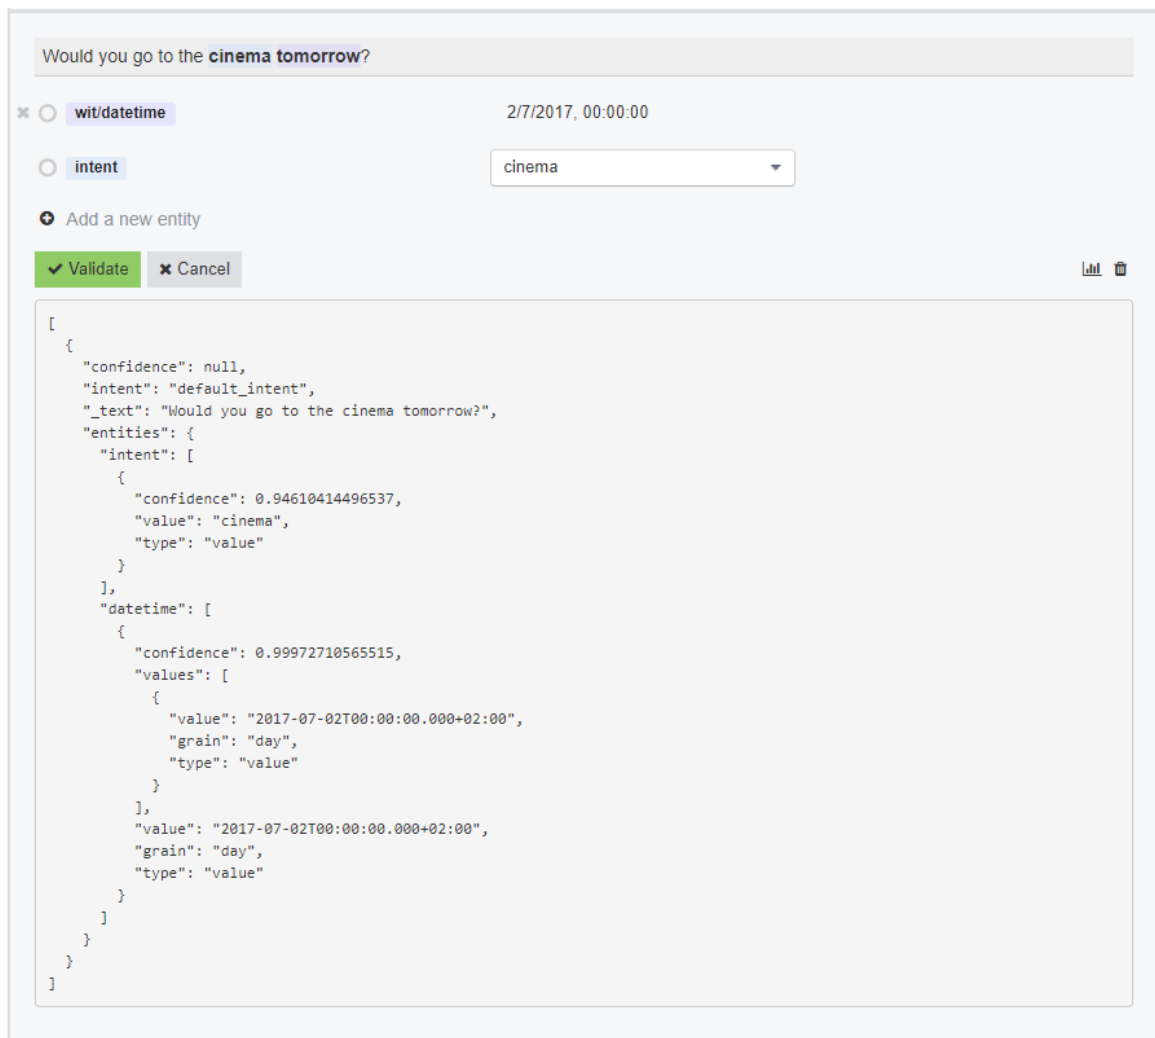 Would you go to the cinema tomorrow?
wit/datetime 2/7/2017, 00:00:00
intent cinema
Add a new entity
Validate Cancel
[
  {
    "confidence": null,
    "intent": "default_intent",
    "_text": "Would you go to the cinema tomorrow?",
    "entities": {
      "intent": [
        {
          "confidence": 0.94610414496537,
          "value": "cinema",
          "type": "value"
        }
      ],
      "datetime": [
        {
          "confidence": 0.99972710565515,
          "values": [
            {
              "value": "2017-07-02T00:00:00.000+02:00",
              "grain": "day",
              "type": "value"
            }
          ],
          "value": "2017-07-02T00:00:00.000+02:00",
          "grain": "day",
          "type": "value"
        }
      ]
    }
  }
]